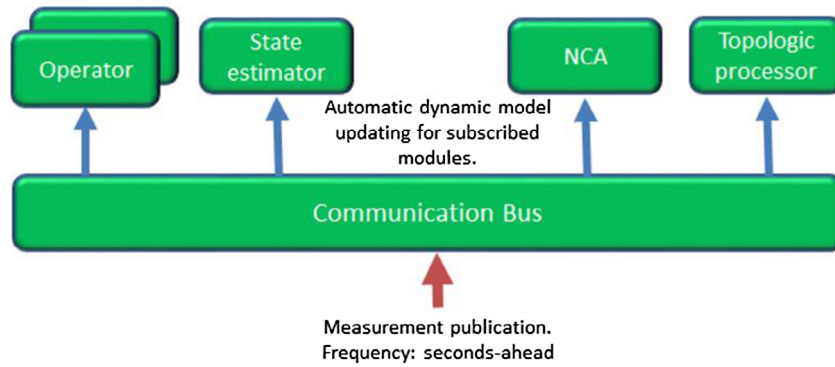 Operator
State
estimator
NCA
Topologic
processor
Automatic dynamic model
updating for subscribed
modules.
Communication Bus
Measurement publication.
Frequency: seconds-ahead